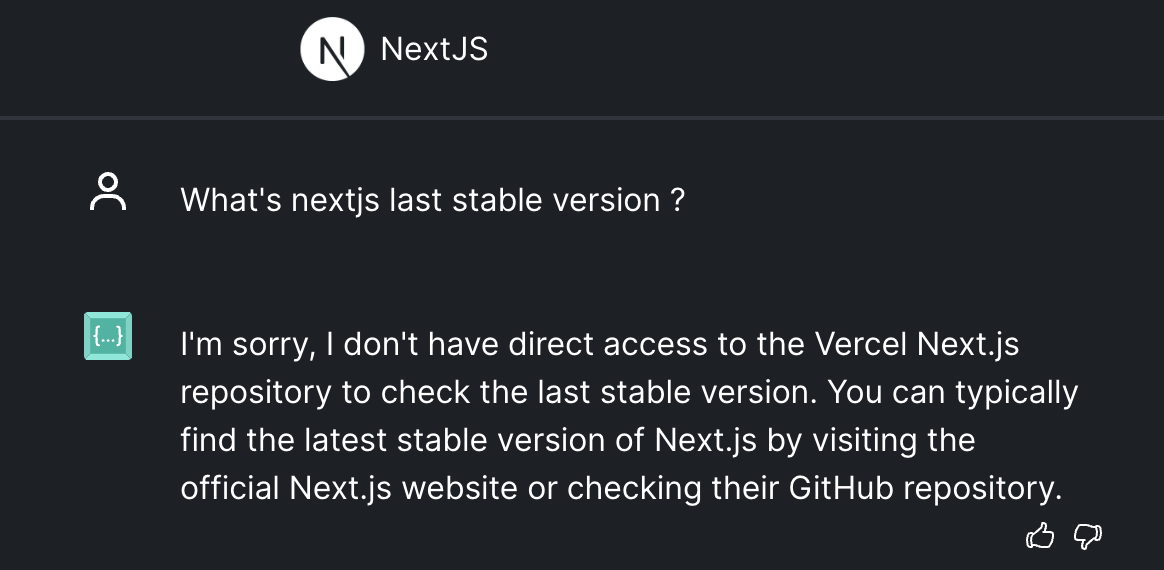 N NextJS
What's nextjs last stable version ?
{...}
I'm sorry, I don't have direct access to the Vercel Next.js
repository to check the last stable version. You can typically
find the latest stable version of Next.js by visiting the
official Next.js website or checking their GitHub repository.